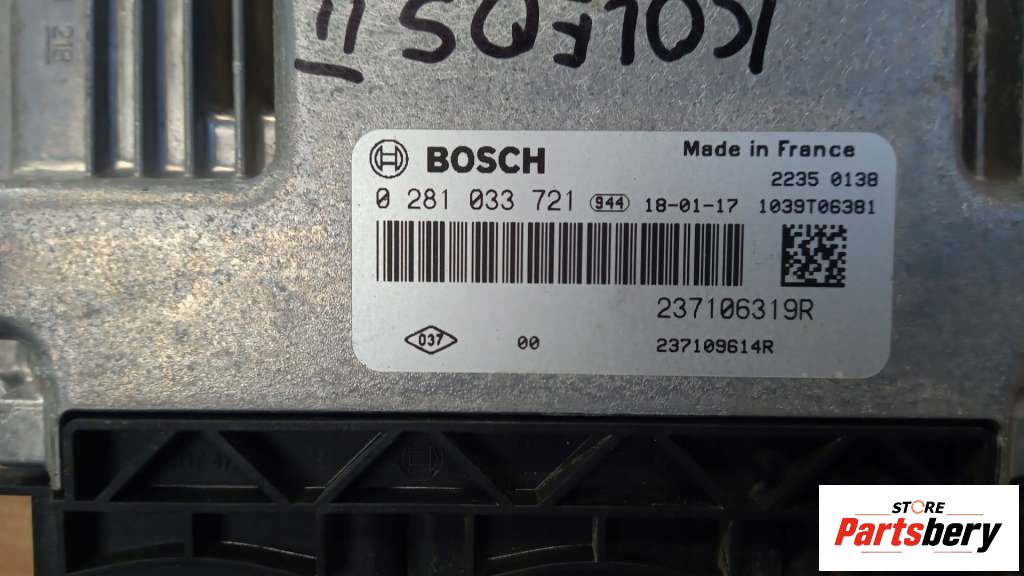 KOLEOS II
21P
BOSCH
Made in France
2235 0138
0 281 033 721 944 18-01-17 1039T06381
237106319R
037 00 237109614R
STORE
Partsbery